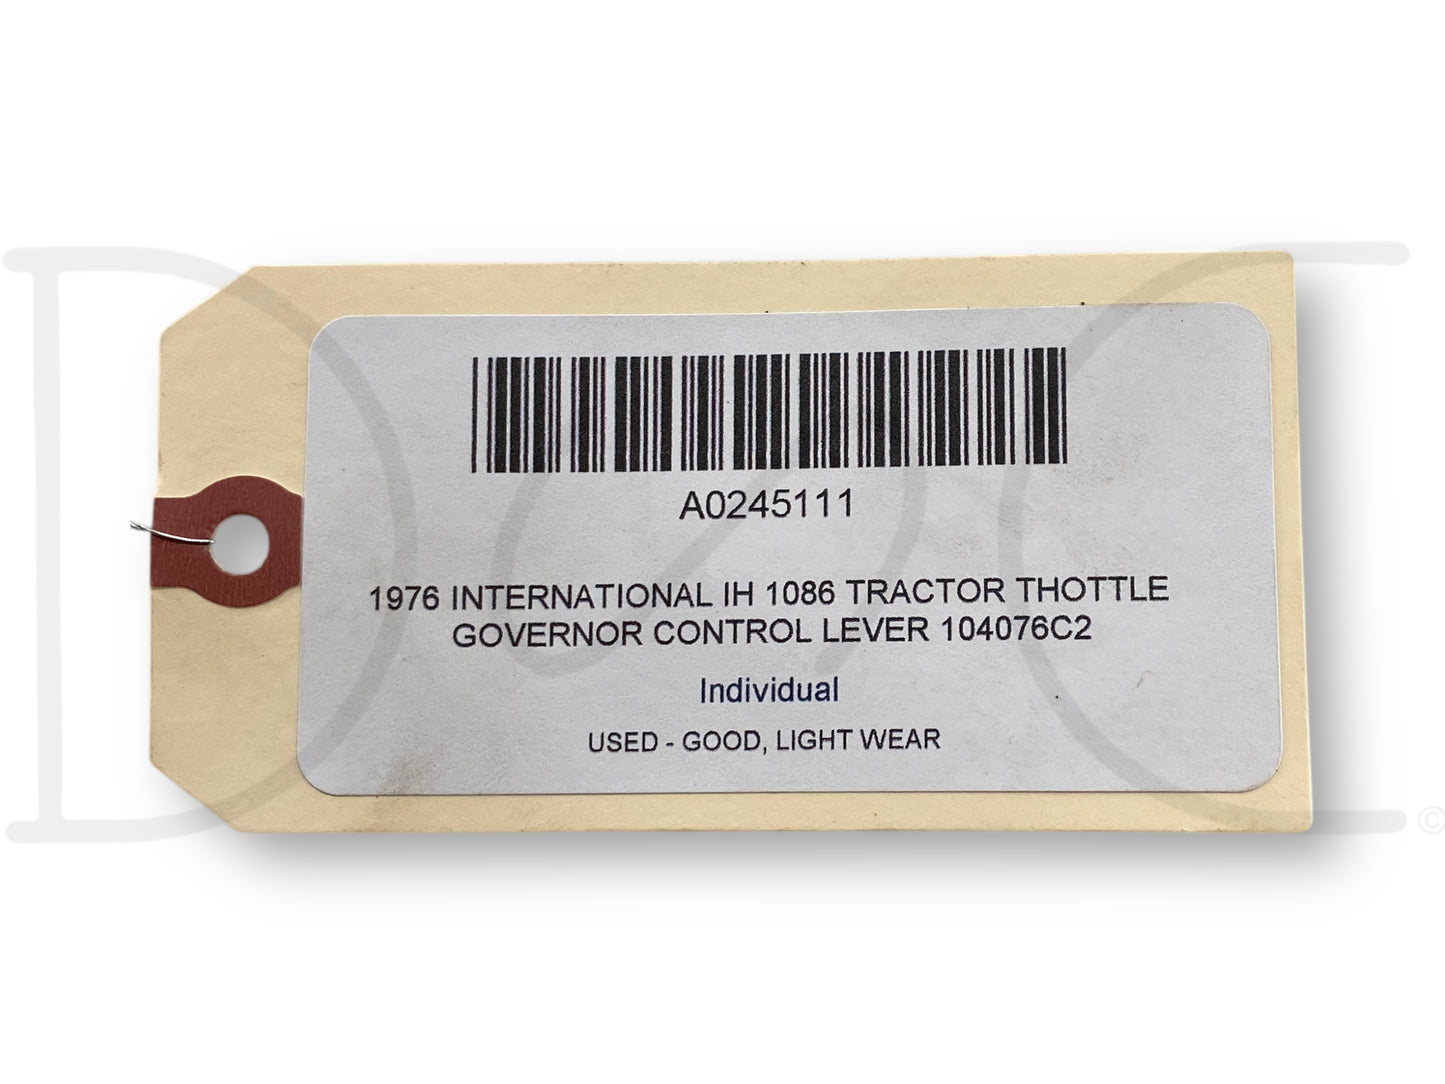 A0245111
1976 INTERNATIONAL IH 1086 TRACTOR THOTTLE
GOVERNOR CONTROL LEVER 104076C2
Individual
USED - GOOD, LIGHT WEAR
©